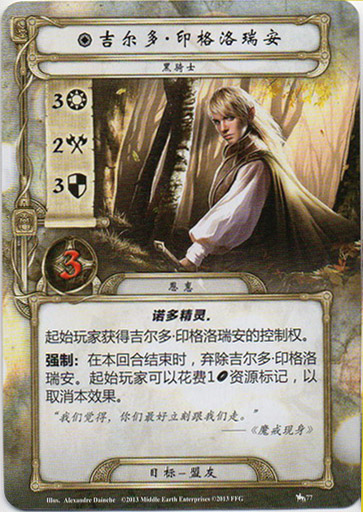 吉尔多·印格洛瑞安
黑骑士
3
2
3
3
恩惠
诺多精灵.
起始玩家获得吉尔多·印格洛瑞安的控制权。
强制：在本回合结束时，弃除吉尔多·印格洛
瑞安。起始玩家可以花费1资源标记，以
取消本效果。
“我们觉得，你们最好立刻跟我们走。”
——《魔戒现身》
目标–盟友
Illus. Alexandre Dainche ©2013 Middle Earth Enterprises ©2013 FFG 77